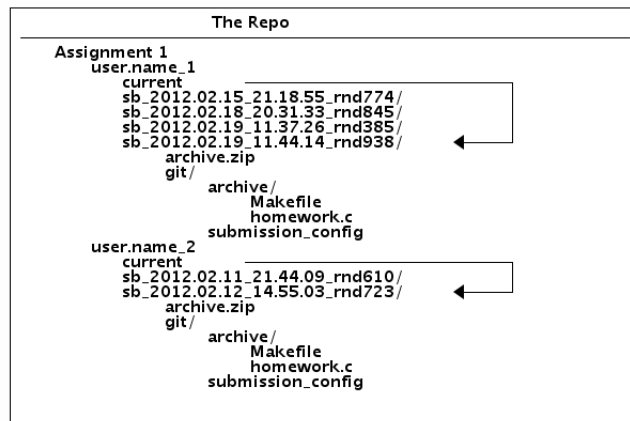 The Repo
Assignment 1
user.name_1
current
sb_2012.02.15_21.18.55_rnd774/
sb_2012.02.18_20.31.33_rnd845/
sb_2012.02.19_11.37.26_rnd385/
sb_2012.02.19_11.44.14_rnd938/
archive.zip
git/
archive/
Makefile
homework.c
submission_config
user.name_2
current
sb_2012.02.11_21.44.09_rnd610/
sb_2012.02.12_14.55.03_rnd723/
archive.zip
git/
archive/
Makefile
homework.c
submission_config